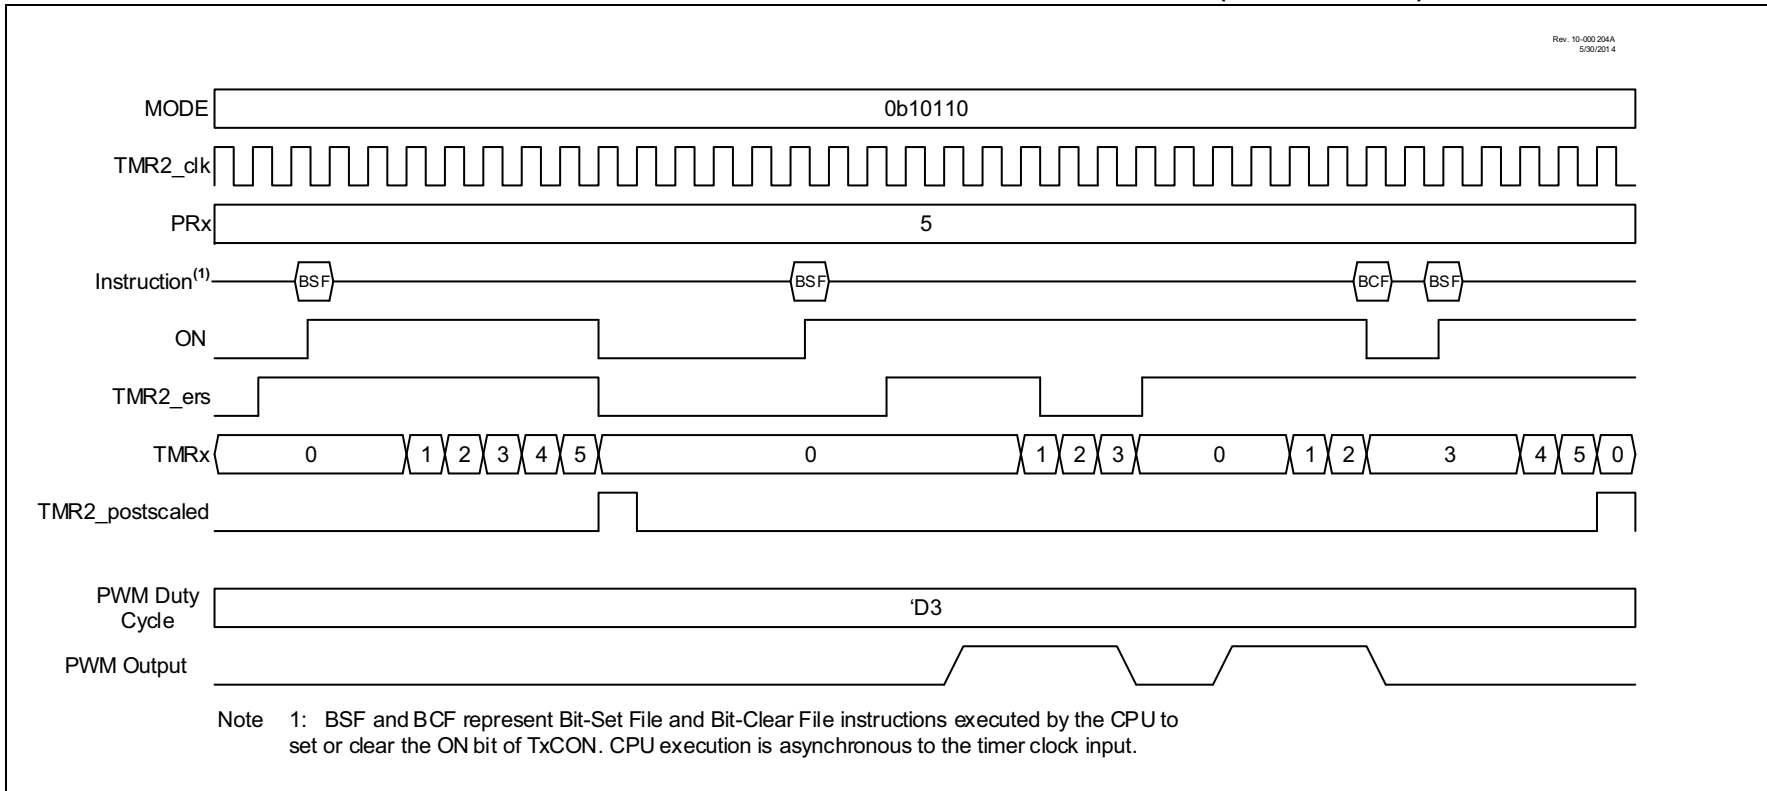 Rev. 10-000 204A
5/30/201 4
MODE
0b10110
TMR2_clk
PRx
5
Instruction(1)
BSF
BSF
BCF
BSF
ON
TMR2_ers
TMRx
0
1
2
3
4
5
0
1
2
3
0
1
2
3
4
5
0
TMR2_postscaled
PWM Duty
Cycle
'D3
PWM Output
Note 1: BSF and BCF represent Bit-Set File and Bit-Clear File instructions executed by the CPU to
set or clear the ON bit of TxCON. CPU execution is asynchronous to the timer clock input.